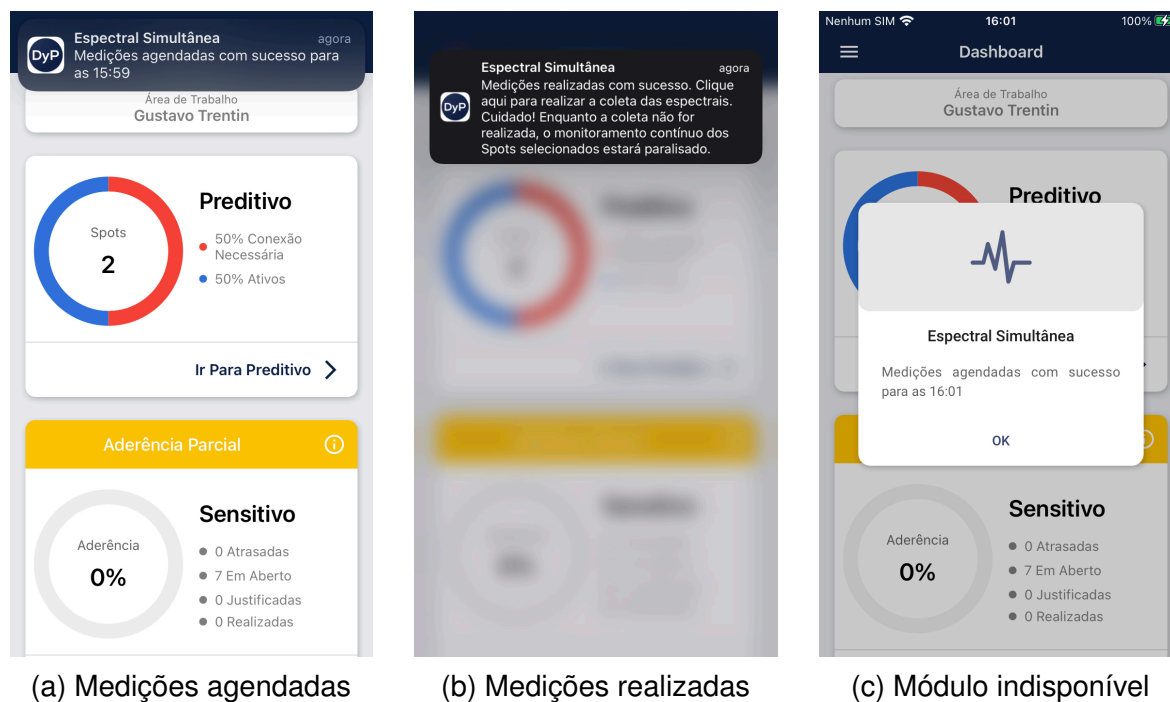 DyP
Espectral Simultânea
agora
Medições agendadas com sucesso para
as 15:59
Área de Trabalho
Gustavo Trentin
Spots
2
Preditivo
50% Conexão
Necessária
50% Ativos
Ir Para Preditivo
Aderência Parcial
Aderência
0%
Sensitivo
0 Atrasadas
7 Em Aberto
0 Justificadas
0 Realizadas
(a) Medições agendadas
DyP
Espectral Simultânea
agora
Medições realizadas com sucesso. Clique
aqui para realizar a coleta das espectrais.
Cuidado! Enquanto a coleta não for
realizada, o monitoramento contínuo dos
Spots selecionados estará paralisado.
(b) Medições realizadas
Nenhum SIM
16:01
100%
Dashboard
Área de Trabalho
Gustavo Trentin
Preditivo
Espectral Simultânea
Medições agendadas com sucesso
para as 16:01
OK
Aderência
0%
Sensitivo
0 Atrasadas
7 Em Aberto
0 Justificadas
0 Realizadas
(c) Módulo indisponível